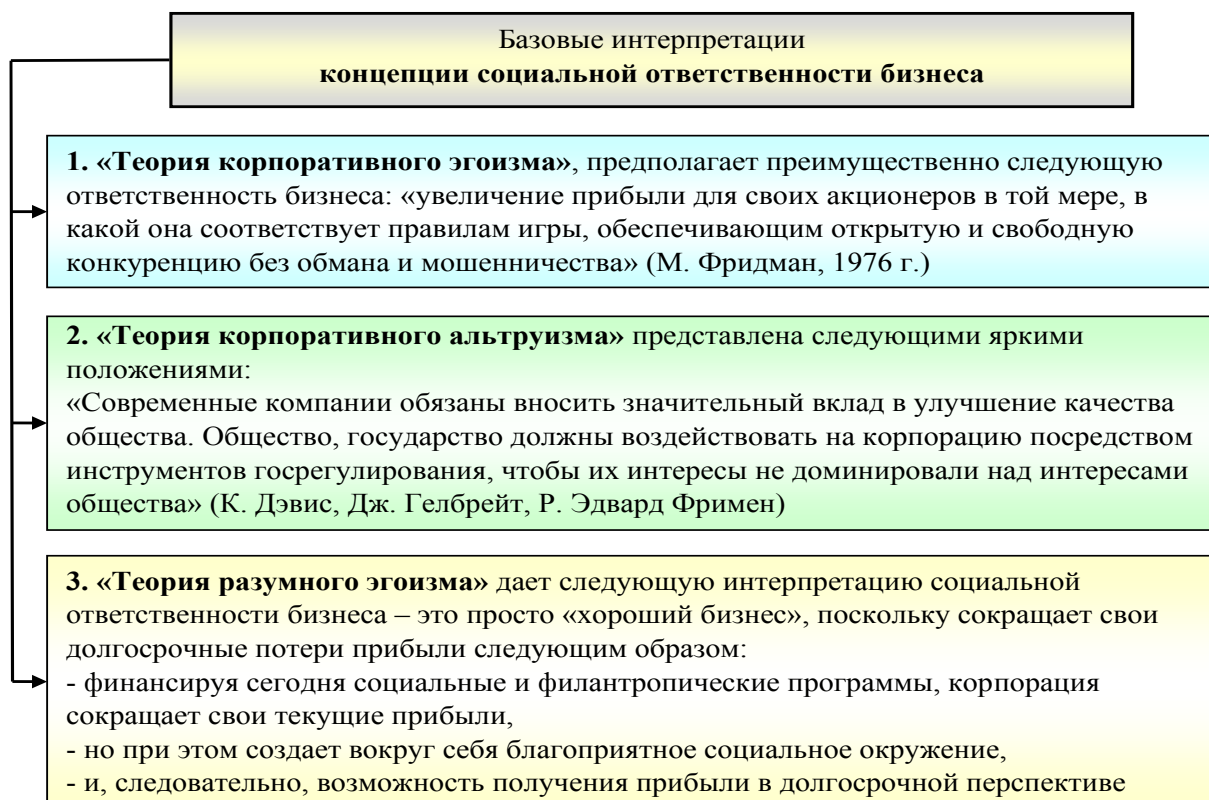 Базовые интерпретации
концепции социальной ответственности бизнеса
1. «Теория корпоративного эгоизма», предполагает преимущественно следующую
ответственность бизнеса: «увеличение прибыли для своих акционеров в той мере, в
какой она соответствует правилам игры, обеспечивающим открытую и свободную
конкуренцию без обмана и мошенничества» (М. Фридман, 1976 г.)
2. «Теория корпоративного альтруизма» представлена следующими яркими
положениями:
«Современные компании обязаны вносить значительный вклад в улучшение качества
общества. Общество, государство должны воздействовать на корпорацию посредством
инструментов госрегулирования, чтобы их интересы не доминировали над интересами
общества» (К. Дэвис, Дж. Гелбрейт, Р. Эдвард Фримен)
3. «Теория разумного эгоизма» дает следующую интерпретацию социальной
ответственности бизнеса – это просто «хороший бизнес», поскольку сокращает свои
долгосрочные потери прибыли следующим образом:
- финансируя сегодня социальные и филантропические программы, корпорация
сокращает свои текущие прибыли,
- но при этом создает вокруг себя благоприятное социальное окружение,
- и, следовательно, возможность получения прибыли в долгосрочной перспективе